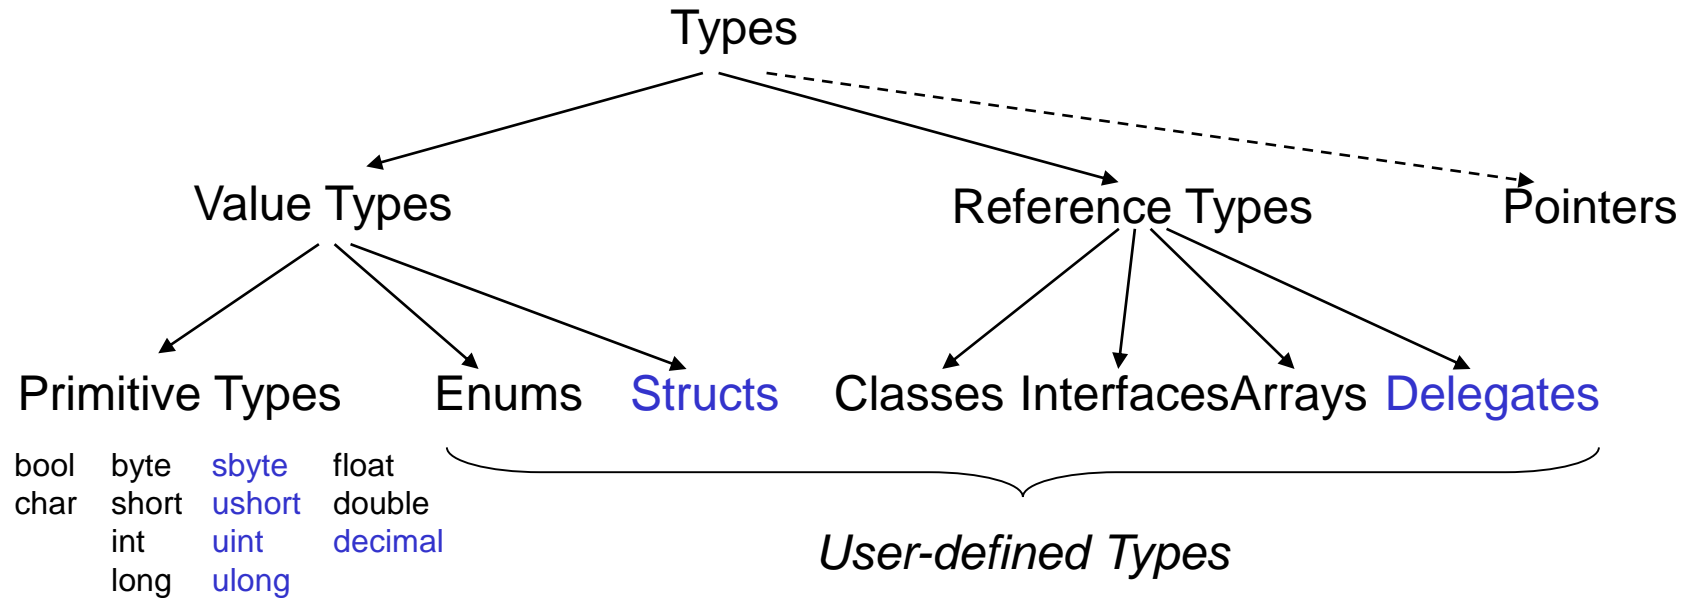 Types
Value Types Reference Types Pointers
Primitive Types Enums Structs Classes Interfaces Arrays Delegates
bool byte sbyte float
char short ushort double
int uint decimal
long ulong
User-defined Types